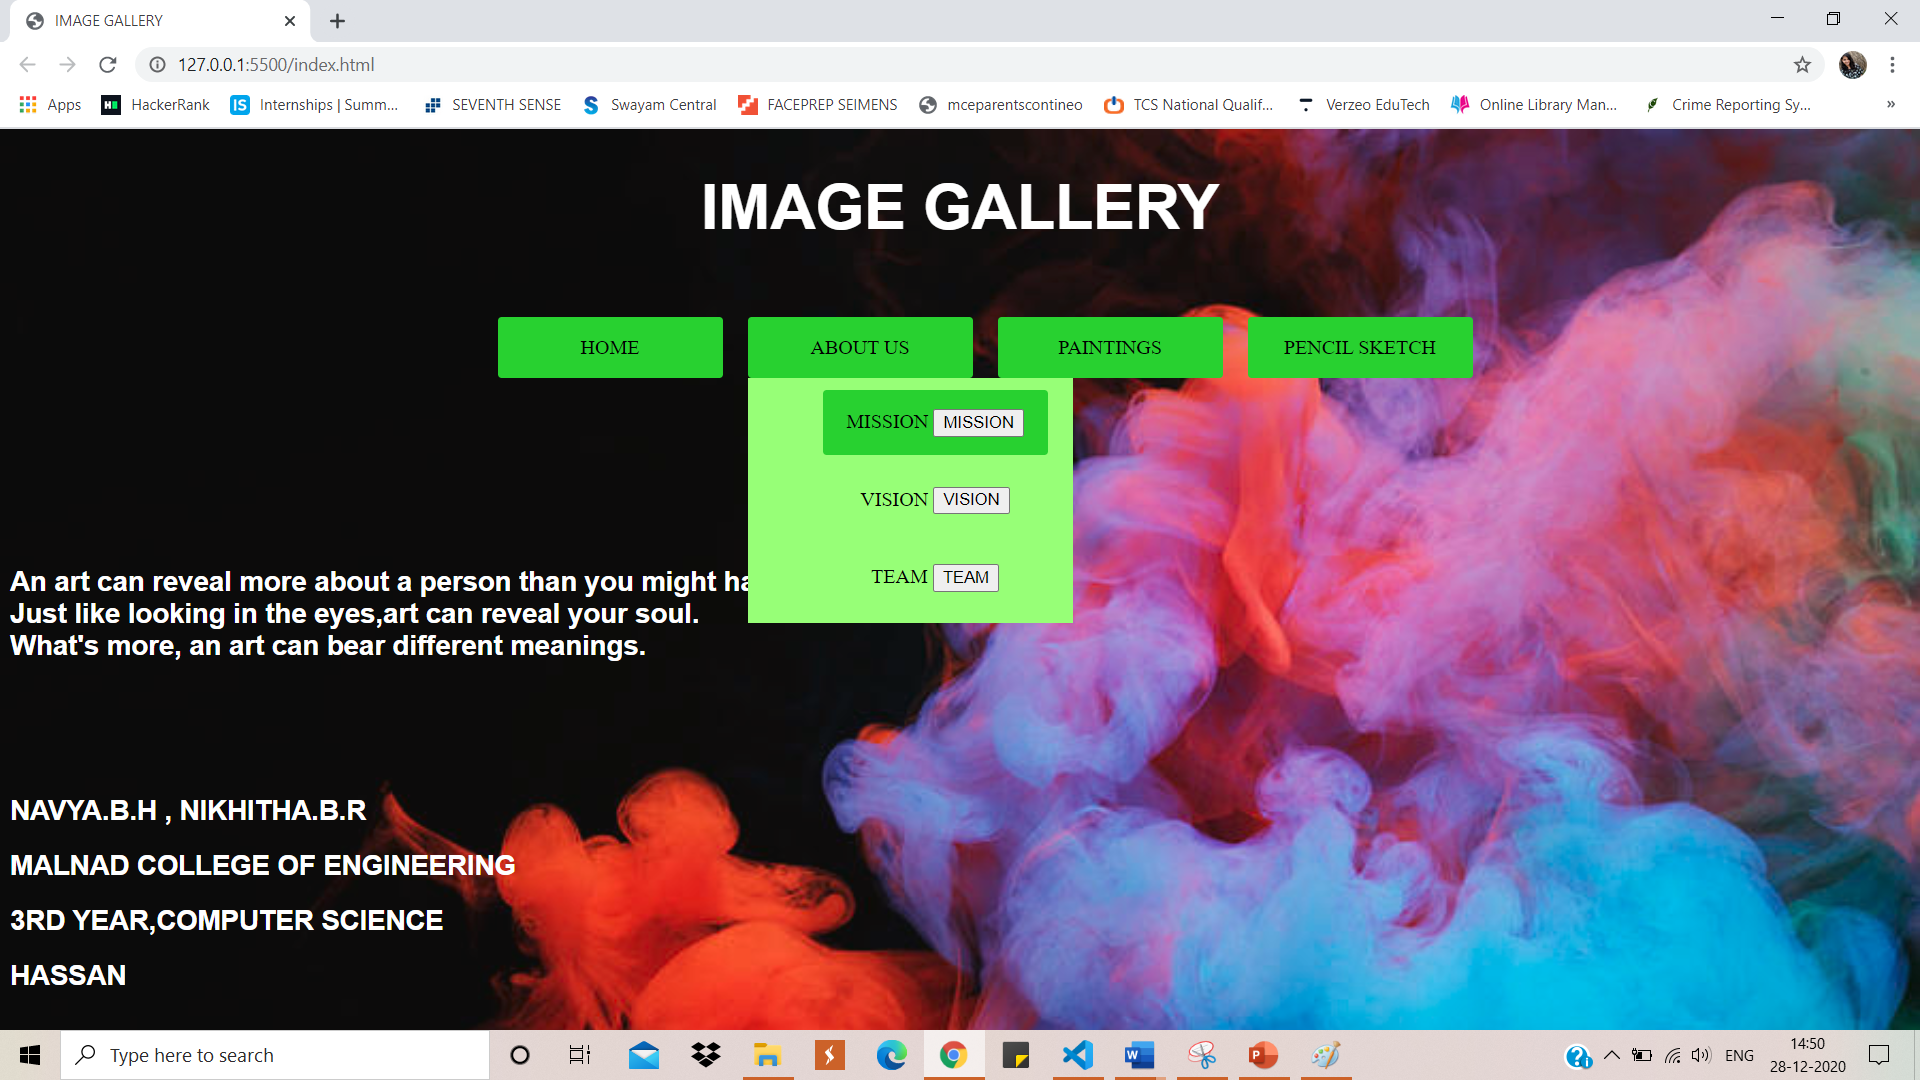 IMAGE GALLERY
127.0.0.1:5500/index.html
Apps HackerRank Internships | Summ... SEVENTH SENSE Swayam Central FACEPREP SEIMENS mceparentscontineo TCS National Qualif... Verzeo EduTech Online Library Man... Crime Reporting Sy... »
IMAGE GALLERY
HOME ABOUT US PAINTINGS PENCIL SKETCH
MISSION MISSION
VISION VISION
TEAM TEAM
An art can reveal more about a person than you might ha
Just like looking in the eyes,art can reveal your soul.
What's more, an art can bear different meanings.
NAVYA.B.H , NIKHITHA.B.R
MALNAD COLLEGE OF ENGINEERING
3RD YEAR,COMPUTER SCIENCE
HASSAN
Type here to search
ENG
14:50
28-12-2020